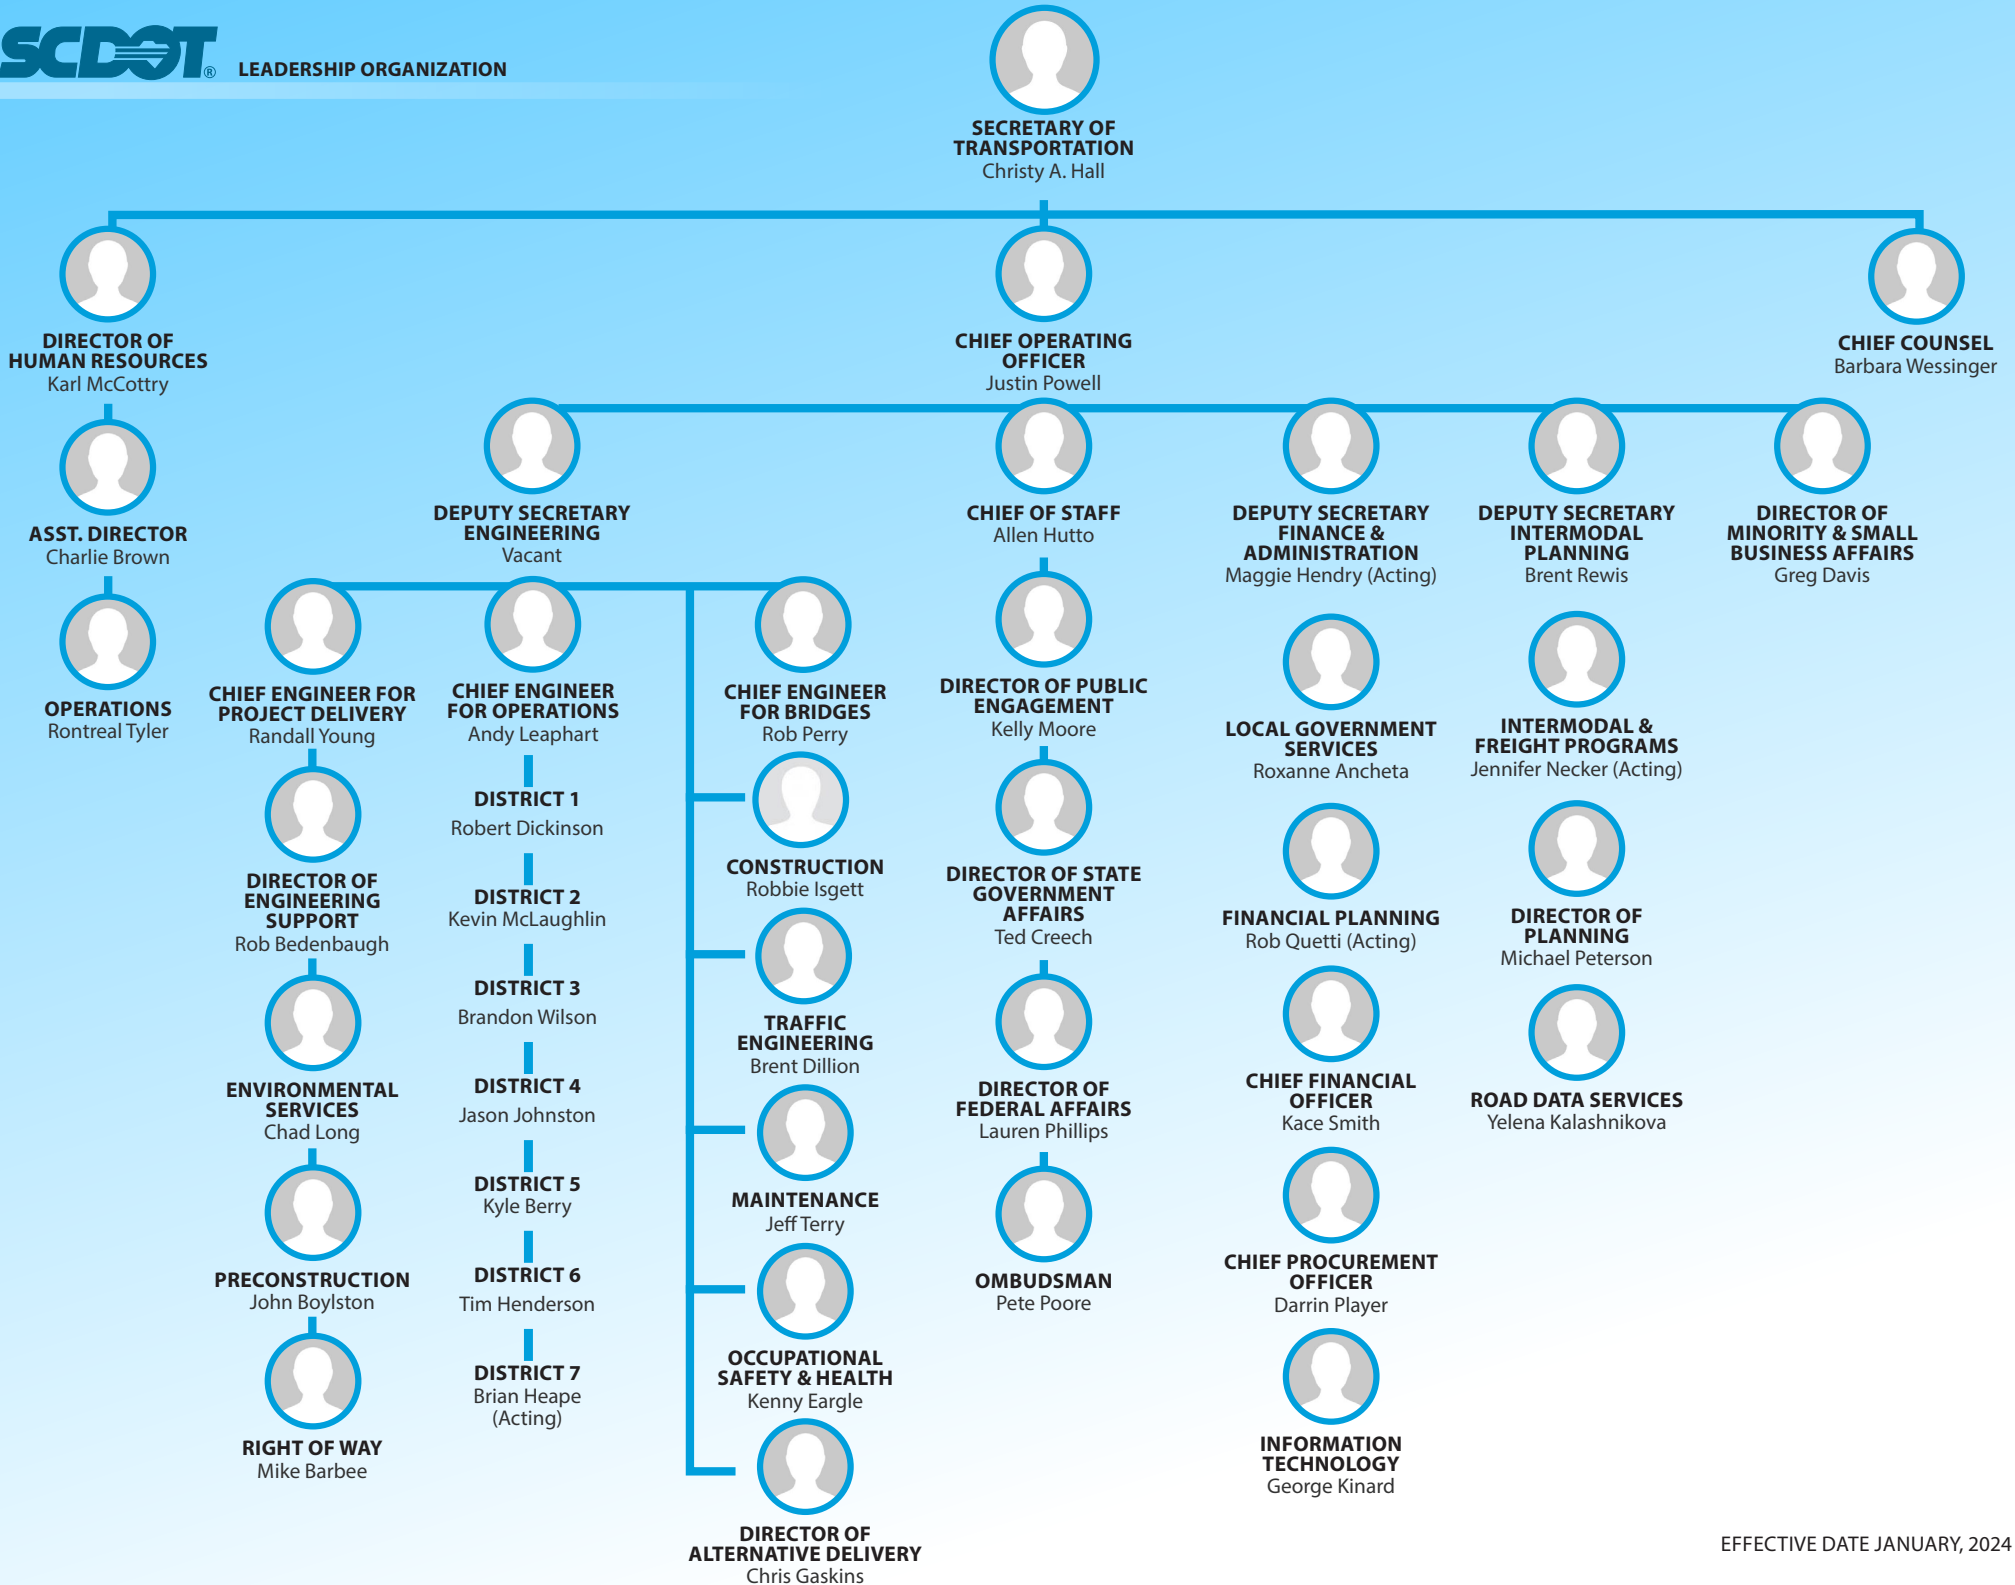 SCDOT®
LEADERSHIP ORGANIZATION
SECRETARY OF
TRANSPORTATION
Christy A. Hall
DIRECTOR OF
HUMAN RESOURCES
Karl McCottry
ASST. DIRECTOR
Charlie Brown
OPERATIONS
Rontreal Tyler
CHIEF OPERATING
OFFICER
Justin Powell
CHIEF COUNSEL
Barbara Wessinger
DEPUTY SECRETARY
ENGINEERING
Vacant
CHIEF ENGINEER FOR
PROJECT DELIVERY
Randall Young
DIRECTOR OF
ENGINEERING
SUPPORT
Rob Bedenbaugh
ENVIRONMENTAL
SERVICES
Chad Long
PRECONSTRUCTION
John Boylston
RIGHT OF WAY
Mike Barbee
CHIEF ENGINEER
FOR OPERATIONS
Andy Leaphart
DISTRICT 1
Robert Dickinson
DISTRICT 2
Kevin McLaughlin
DISTRICT 3
Brandon Wilson
DISTRICT 4
Jason Johnston
DISTRICT 5
Kyle Berry
DISTRICT 6
Tim Henderson
DISTRICT 7
Brian Heape
(Acting)
CHIEF ENGINEER
FOR BRIDGES
Rob Perry
CONSTRUCTION
Robbie Isgett
TRAFFIC
ENGINEERING
Brent Dillion
MAINTENANCE
Jeff Terry
OCCUPATIONAL
SAFETY & HEALTH
Kenny Eargle
DIRECTOR OF
ALTERNATIVE DELIVERY
Chris Gaskins
CHIEF OF STAFF
Allen Hutto
DIRECTOR OF PUBLIC
ENGAGEMENT
Kelly Moore
DIRECTOR OF STATE
GOVERNMENT
AFFAIRS
Ted Creech
DIRECTOR OF
FEDERAL AFFAIRS
Lauren Phillips
OMBUDSMAN
Pete Poore
DEPUTY SECRETARY
FINANCE &
ADMINISTRATION
Maggie Hendry (Acting)
LOCAL GOVERNMENT
SERVICES
Roxanne Ancheta
FINANCIAL PLANNING
Rob Quetti (Acting)
CHIEF FINANCIAL
OFFICER
Kace Smith
CHIEF PROCUREMENT
OFFICER
Darrin Player
INFORMATION
TECHNOLOGY
George Kinard
DEPUTY SECRETARY
INTERMODAL
PLANNING
Brent Rewis
INTERMODAL &
FREIGHT PROGRAMS
Jennifer Necker (Acting)
DIRECTOR OF
PLANNING
Michael Peterson
ROAD DATA SERVICES
Yelena Kalashnikova
DIRECTOR OF
MINORITY & SMALL
BUSINESS AFFAIRS
Greg Davis
EFFECTIVE DATE JANUARY, 2024